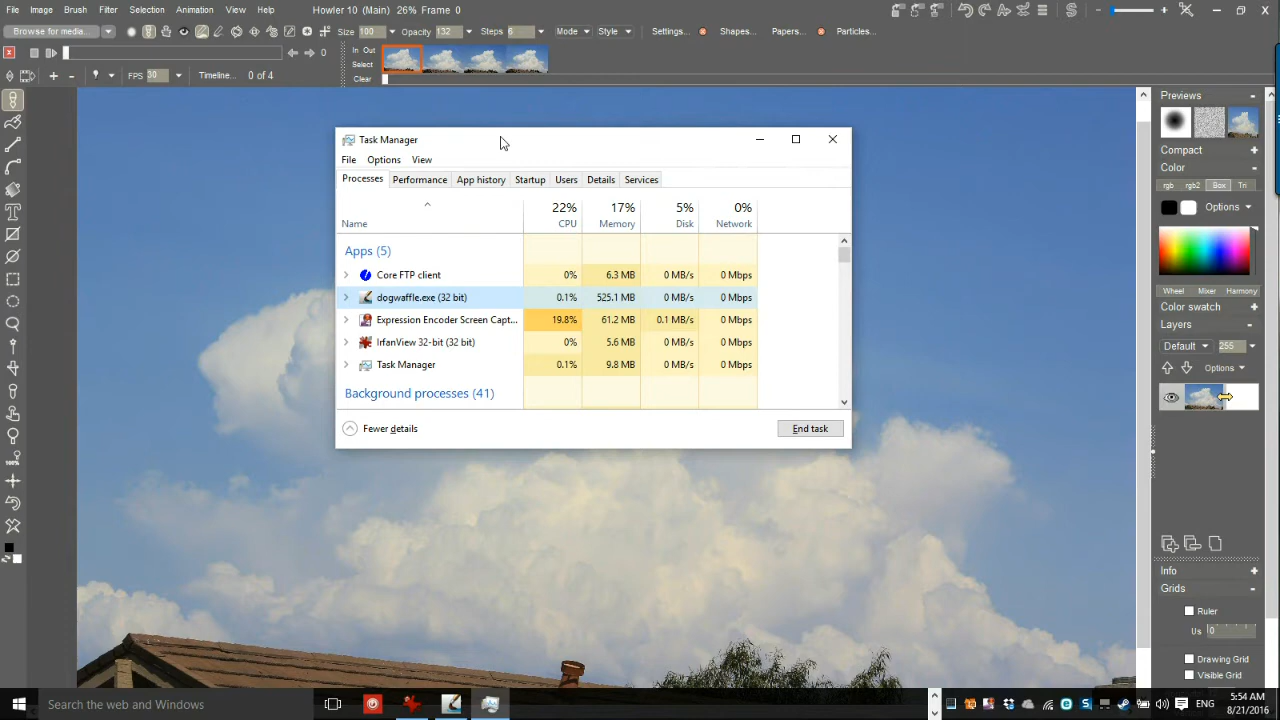 File Image Brush Filter Selection Animation View Help Howler 10 (Main) 26% Frame 0
Browse for media... Size 100 Opacity 132 Steps 6 Mode Style Settings... Shapes... Papers... Particles...
0
In Out
Select
Clear
FPS 30 Timeline... 0 of 4
Previews
Compact
Color
rgb rgb2 Box Tri
Options
Wheel Mixer Harmony
Color swatch
Layers
Default 255
Options
Info
Grids
Ruler
Us 0
Drawing Grid
Visible Grid
100%
Task Manager
File Options View
Processes Performance App history Startup Users Details Services
22% 17% 5% 0%
Name CPU Memory Disk Network
Apps (5)
Core FTP client 0% 6.3 MB 0 MB/s 0 Mbps
dogwaffle.exe (32 bit) 0.1% 525.1 MB 0 MB/s 0 Mbps
Expression Encoder Screen Capt... 19.8% 61.2 MB 0.1 MB/s 0 Mbps
IrfanView 32-bit (32 bit) 0% 5.6 MB 0 MB/s 0 Mbps
Task Manager 0.1% 9.8 MB 0 MB/s 0 Mbps
Background processes (41)
Fewer details End task
Search the web and Windows
ENG
5:54 AM
8/21/2016